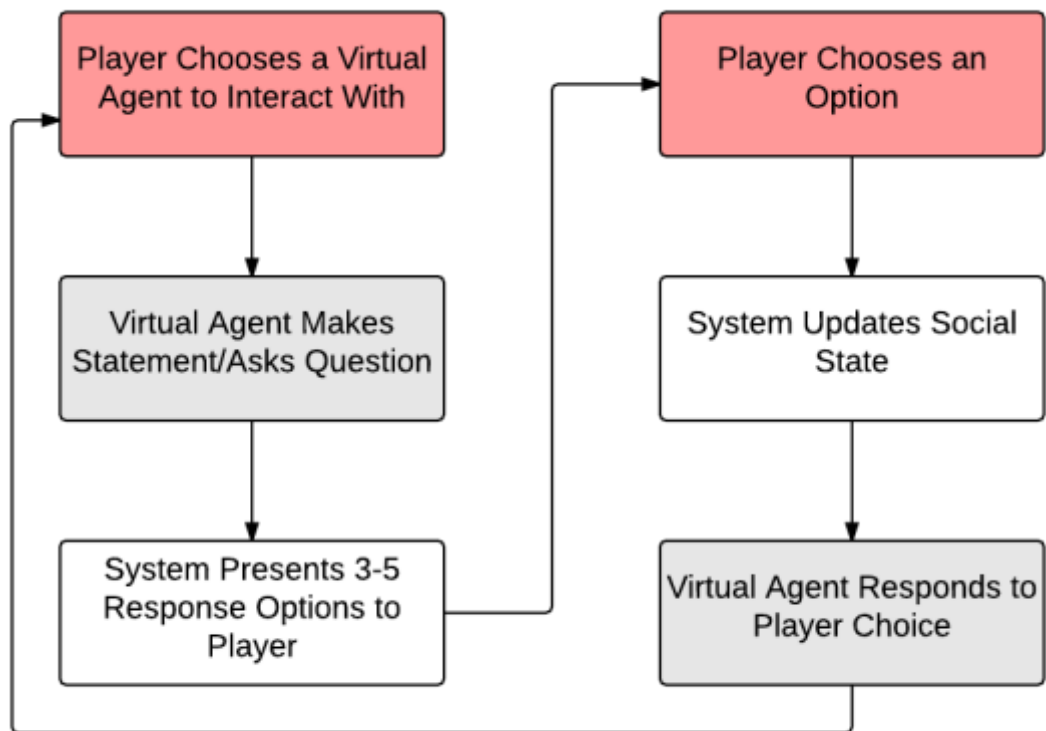 Player Chooses a Virtual
Agent to Interact With
Virtual Agent Makes
Statement/Asks Question
System Presents 3-5
Response Options to
Player
Player Chooses an
Option
System Updates Social
State
Virtual Agent Responds to
Player Choice